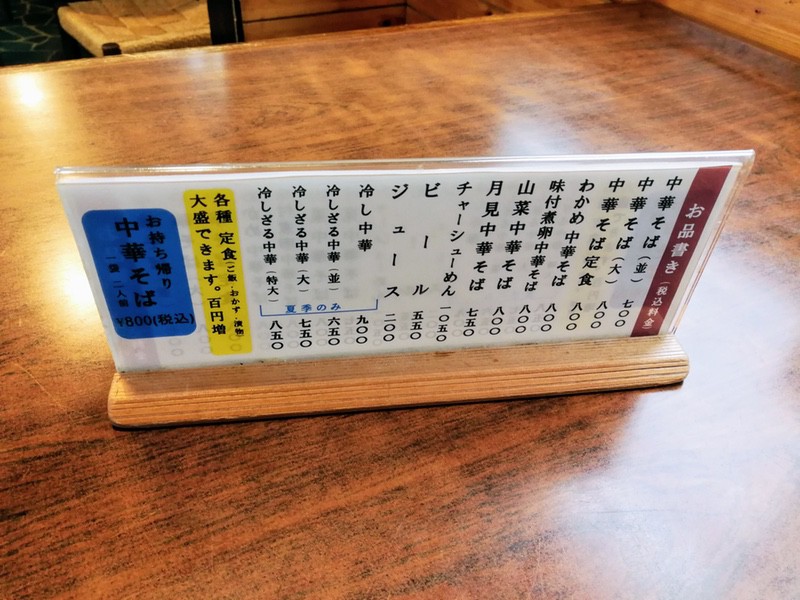 お品書き(税込料金)
中華そば(並) 七〇〇
中華そば(大) 八〇〇
中華そば定食 八〇〇
わかめ中華そば 八〇〇
味付煮卵中華そば 八〇〇
山菜中華そば 八〇〇
月見中華そば 七五〇
チャーシューめん 一〇五〇
ビール 五五〇
ジュース 二〇〇
冷し中華 九〇〇
冷しざる中華(並) 六五〇
冷しざる中華(大) 七五〇
冷しざる中華(特大) 八五〇
夏季のみ
各種 定食(ご飯・おかず・漬物)
大盛できます。百円増
お持ち帰り
中華そば
一袋 二人前
¥800(税込)